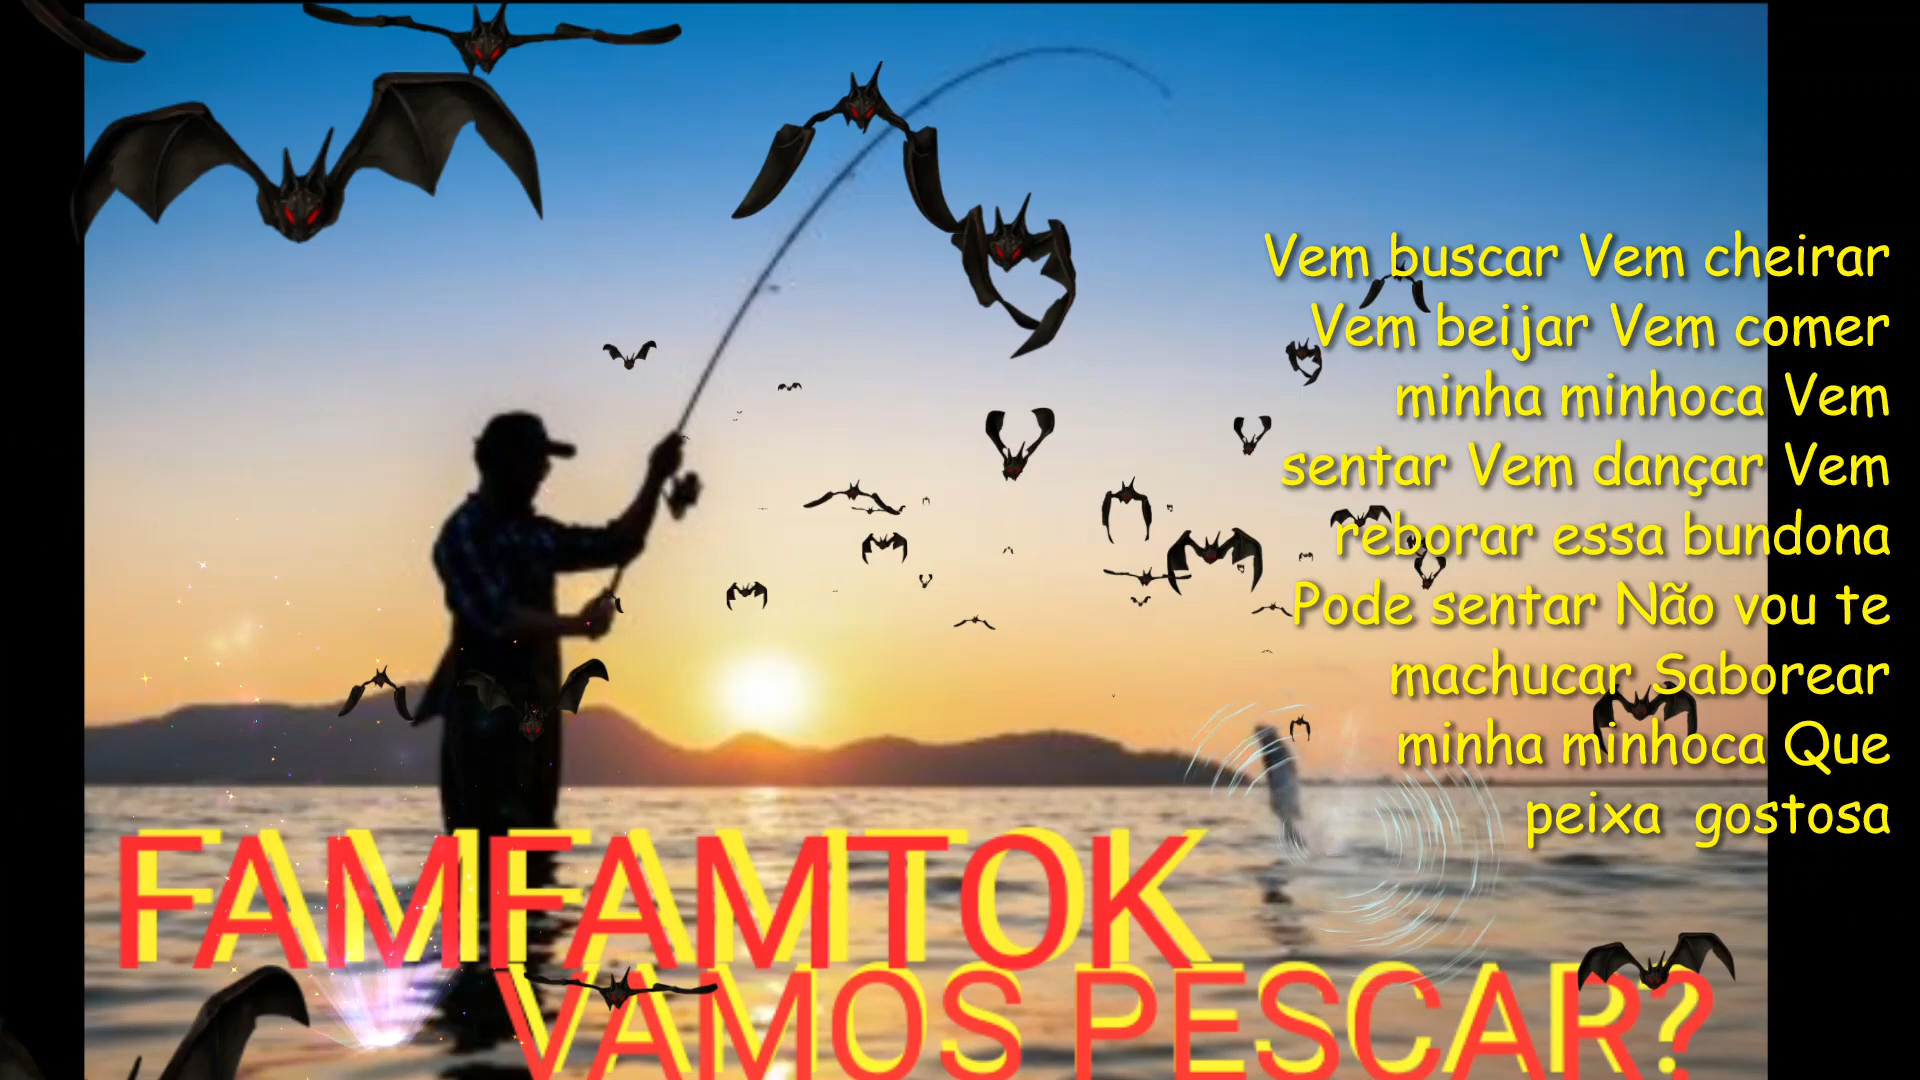 Vem buscar Vem cheirar
Vem beijar Vem comer
minha minhoca Vem
sentar Vem dançar Vem
reborar essa bundona
Pode sentar Não vou te
machucar Saborear
minha minhoca Que
peixa  gostosa
FAMFAMTOK
VAMOS PESCAR?